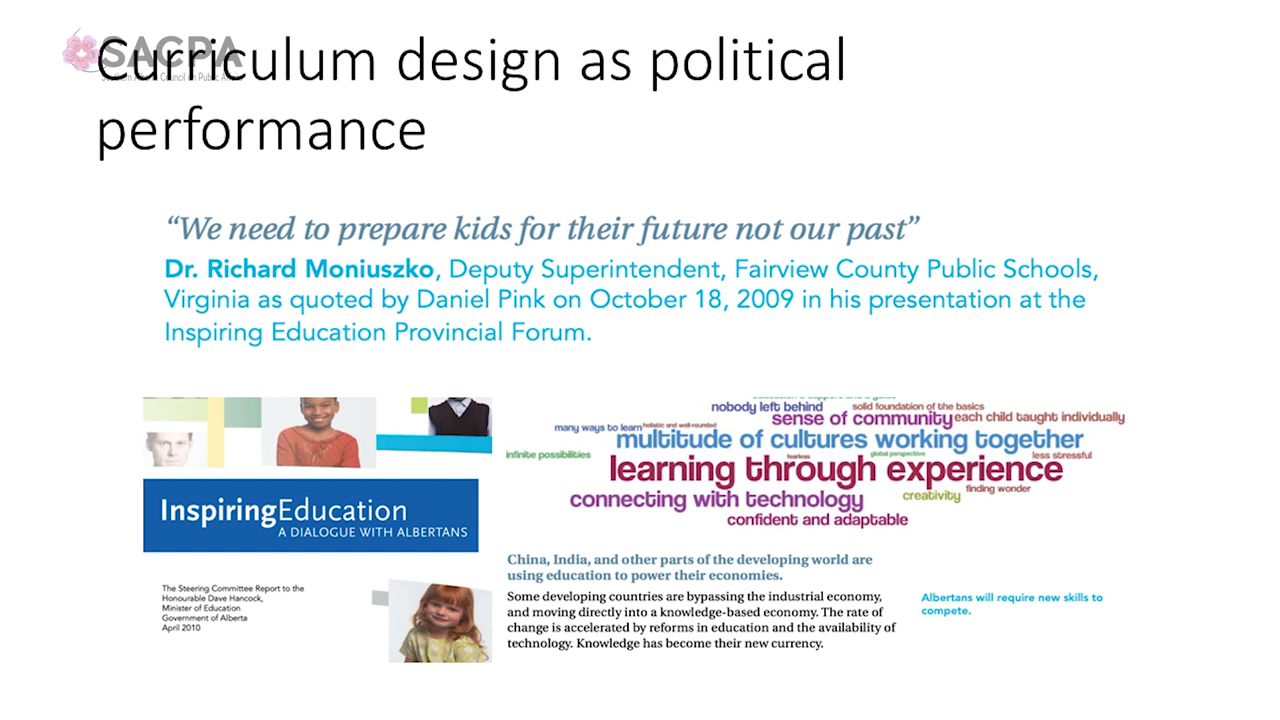 SACPA
Southern Alberta Council on Public Affairs
Curriculum design as political
performance
“We need to prepare kids for their future not our past”
Dr. Richard Moniuszko, Deputy Superintendent, Fairview County Public Schools,
Virginia as quoted by Daniel Pink on October 18, 2009 in his presentation at the
Inspiring Education Provincial Forum.
InspiringEducation
A DIALOGUE WITH ALBERTANS
The Steering Committee Report to the
Honourable Dave Hancock,
Minister of Education
Government of Alberta
April 2010
nobody left behind
solid foundation of the basics
sense of community
each child taught individually
many ways to learn
holistic and well-rounded
multitude of cultures working together
infinite possibilities
fearless
global perspective
less stressful
learning through experience
finding wonder
connecting with technology
creativity
confident and adaptable
China, India, and other parts of the developing world are
using education to power their economies.
Some developing countries are bypassing the industrial economy,
and moving directly into a knowledge-based economy. The rate of
change is accelerated by reforms in education and the availability of
technology. Knowledge has become their new currency.
Albertans will require new skills to
compete.